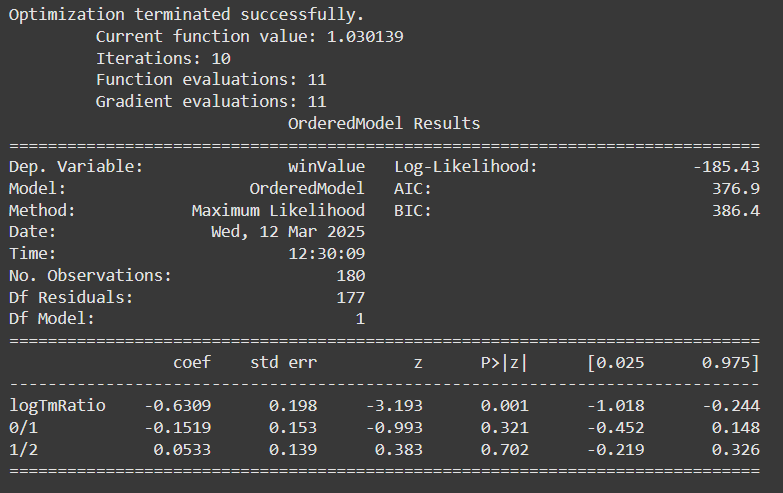 Optimization terminated successfully.
         Current function value: 1.030139
         Iterations: 10
         Function evaluations: 11
         Gradient evaluations: 11
                             OrderedModel Results
==============================================================================
Dep. Variable:               winValue   Log-Likelihood:                -185.43
Model:                   OrderedModel   AIC:                             376.9
Method:            Maximum Likelihood   BIC:                             386.4
Date:                Wed, 12 Mar 2025
Time:                        12:30:09
No. Observations:                 180
Df Residuals:                     177
Df Model:                           1
==============================================================================
                 coef    std err          z      P>|z|      [0.025      0.975]
------------------------------------------------------------------------------
logTmRatio    -0.6309      0.198     -3.193      0.001      -1.018      -0.244
0/1           -0.1519      0.153     -0.993      0.321      -0.452       0.148
1/2            0.0533      0.139      0.383      0.702      -0.219       0.326
==============================================================================